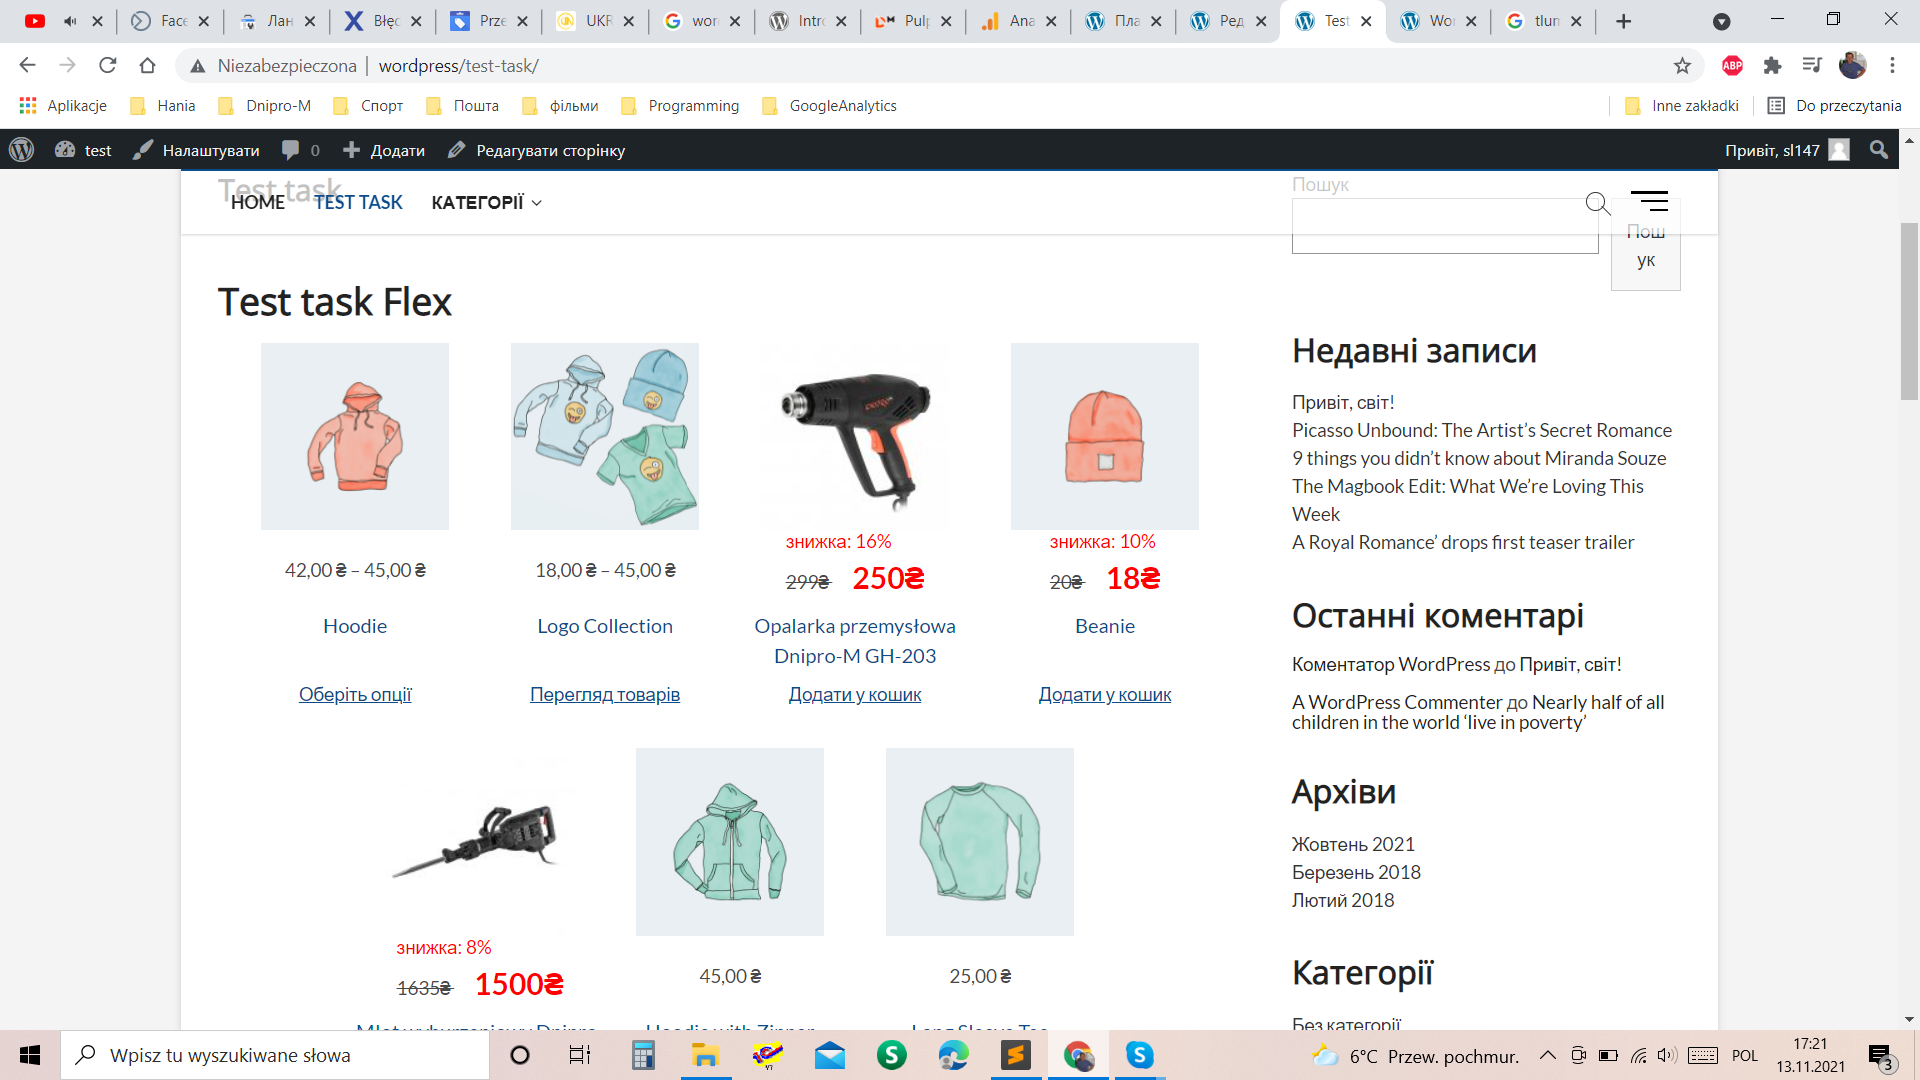 Face
Лан
Błęc
Prze
UKR
wor
Intro
Pulp
Ana
Пла
Ред
Test
Wo
tlun
Niezabezpieczona | wordpress/test-task/
ABP
Aplikacje Hania Dnipro-M Спорт Пошта фільми Programming GoogleAnalytics Inne zakładki Do przeczytania
test Налаштувати 0 Додати Редагувати сторінку Привіт, sl147
Test task
HOME TEST TASK КАТЕГОРІЇ
Пошук
Пош
ук
Test task Flex
знижка: 16%
знижка: 10%
42,00 ₴ – 45,00 ₴
18,00 ₴ – 45,00 ₴
299₴ 250₴
20₴ 18₴
Hoodie
Logo Collection
Opalarka przemysłowa
Dnipro-M GH-203
Beanie
Оберіть опції
Перегляд товарів
Додати у кошик
Додати у кошик
знижка: 8%
1635₴ 1500₴
45,00 ₴
25,00 ₴
Młot wyburzeniowy Dnipro
Hoodie with Zipper
Long Sleeve Tee
Недавні записи
Привіт, світ!
Picasso Unbound: The Artist’s Secret Romance
9 things you didn’t know about Miranda Souze
The Magbook Edit: What We’re Loving This
Week
A Royal Romance’ drops first teaser trailer
Останні коментарі
Коментатор WordPress до Привіт, світ!
A WordPress Commenter до Nearly half of all
children in the world ‘live in poverty’
Архіви
Жовтень 2021
Березень 2018
Лютий 2018
Категорії
Без категорії
Wpisz tu wyszukiwane słowa
6°C Przew. pochmur.
POL
17:21
13.11.2021
3